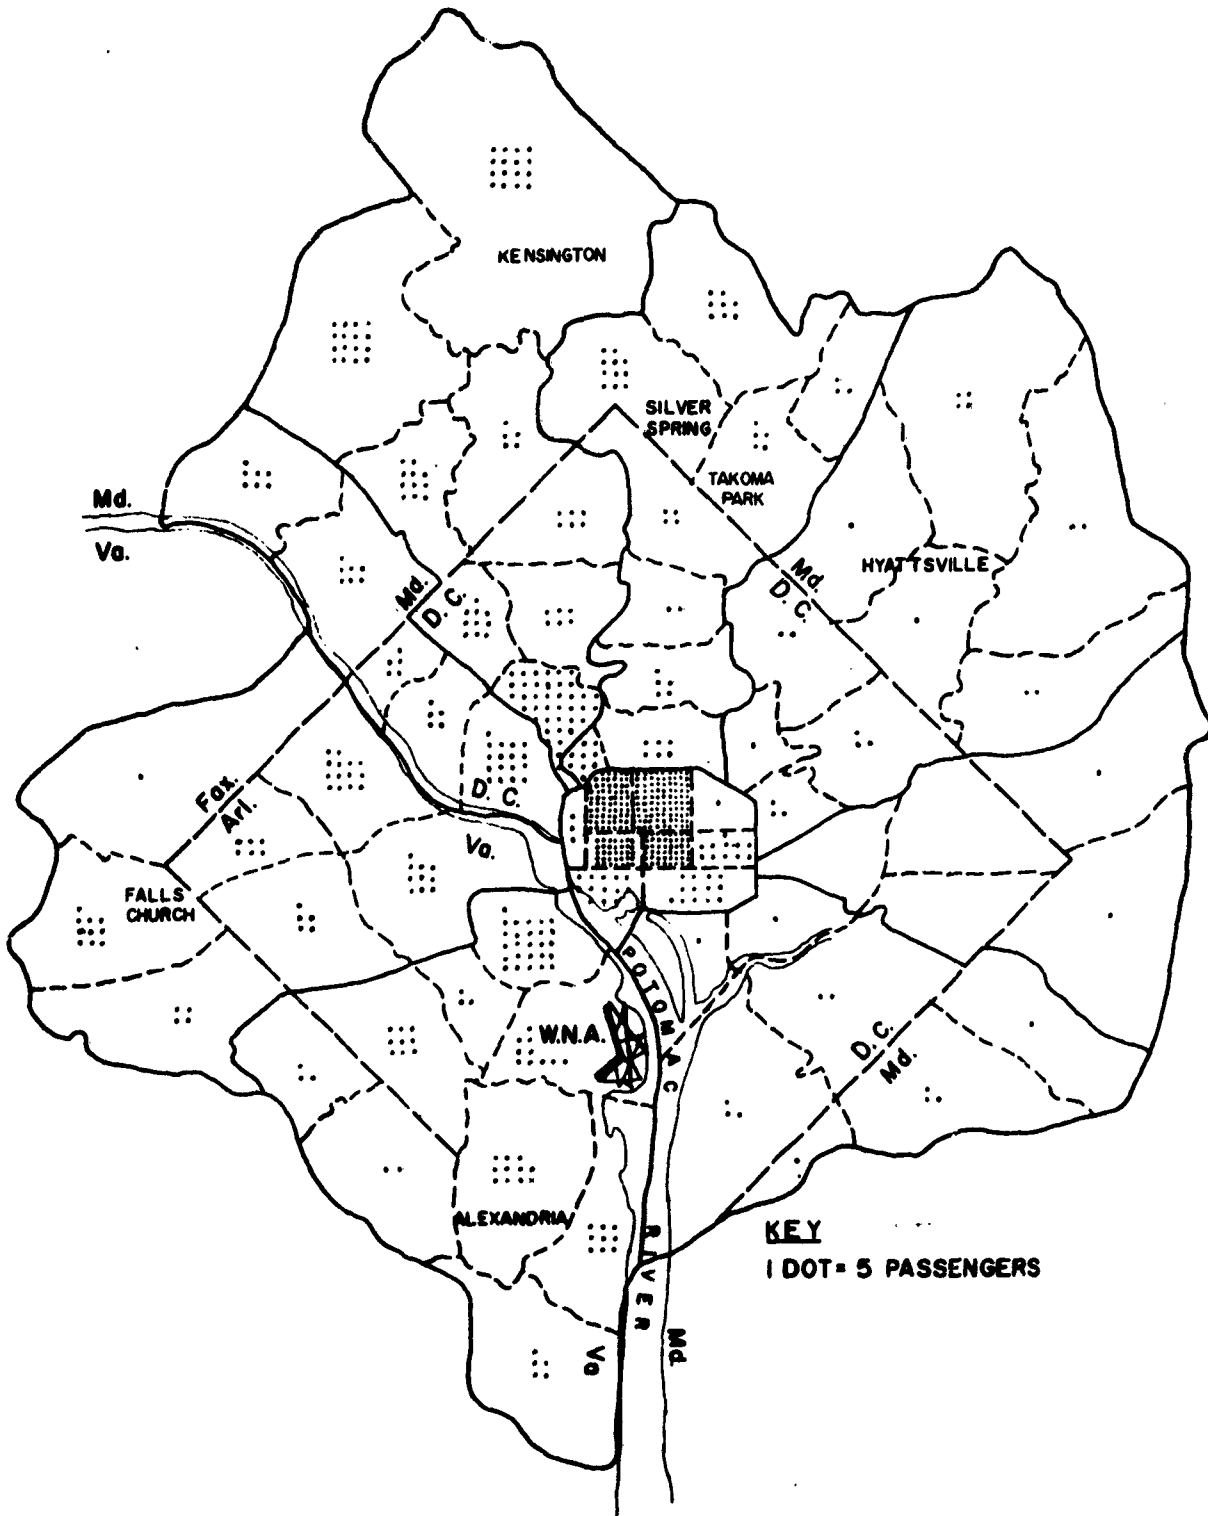 KENSINGTON
SILVER
SPRING
TAKOMA
PARK
Md.
Va.
HYATTSVILLE
Md.
D.C.
Md.
D.C.
Fax.
Arl.
D.C.
Va.
FALLS
CHURCH
W.N.A.
POTOMAC
RIVER
D.C.
Md.
ALEXANDRIA
KEY
1 DOT = 5 PASSENGERS
Va
Md.